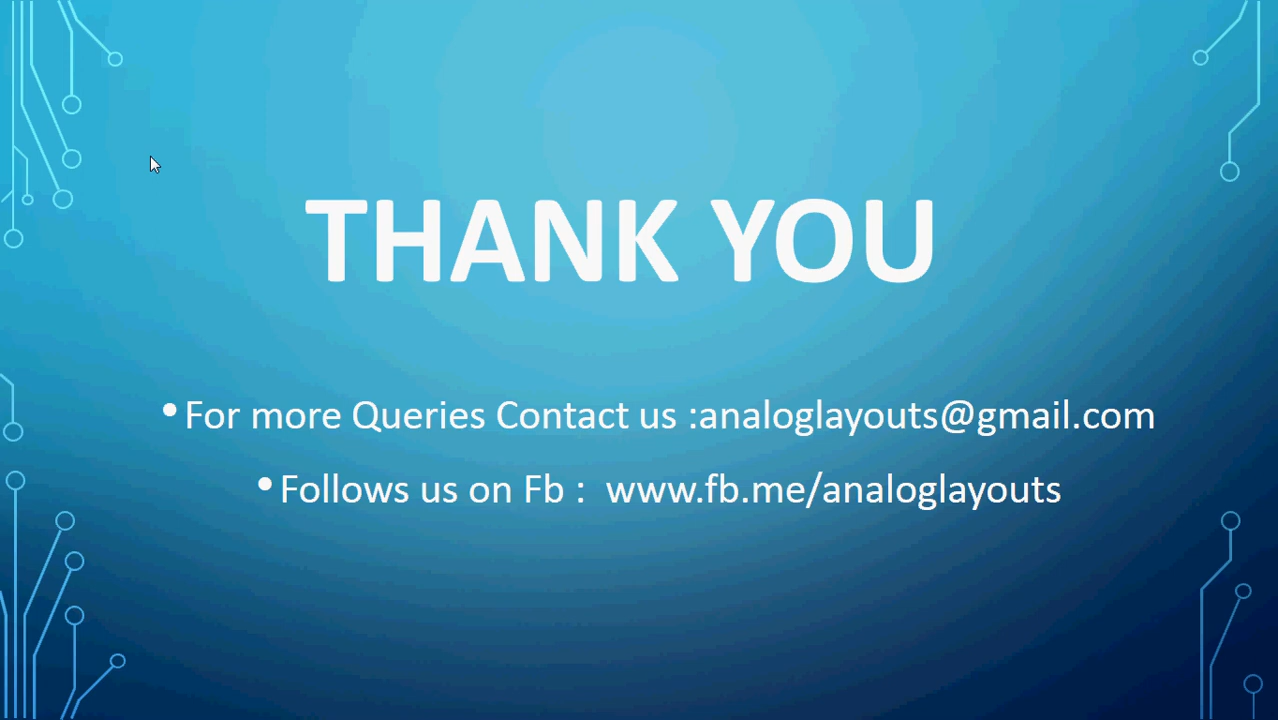 THANK YOU
•For more Queries Contact us :analoglayouts@gmail.com
•Follows us on Fb :  www.fb.me/analoglayouts